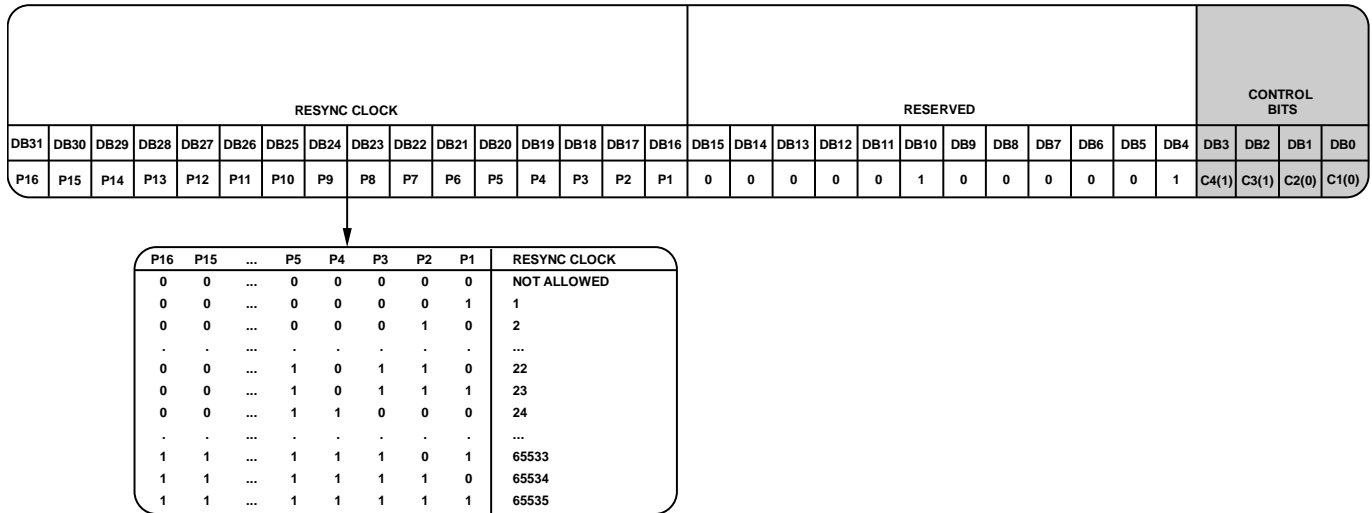 RESYNC CLOCK RESERVED CONTROL BITS
DB31 DB30 DB29 DB28 DB27 DB26 DB25 DB24 DB23 DB22 DB21 DB20 DB19 DB18 DB17 DB16 DB15 DB14 DB13 DB12 DB11 DB10 DB9 DB8 DB7 DB6 DB5 DB4 DB3 DB2 DB1 DB0
P16 P15 P14 P13 P12 P11 P10 P9 P8 P7 P6 P5 P4 P3 P2 P1 0 0 0 0 0 1 0 0 0 0 0 1 C4(1) C3(1) C2(0) C1(0)
P16 P15 ... P5 P4 P3 P2 P1 RESYNC CLOCK
0 0 ... 0 0 0 0 0 NOT ALLOWED
0 0 ... 0 0 0 0 1 1
0 0 ... 0 0 0 1 0 2
. . ... . . . . . ...
0 0 ... 1 0 1 1 0 22
0 0 ... 1 0 1 1 1 23
0 0 ... 1 1 0 0 0 24
. . ... . . . . . ...
1 1 ... 1 1 1 0 1 65533
1 1 ... 1 1 1 1 0 65534
1 1 ... 1 1 1 1 1 65535